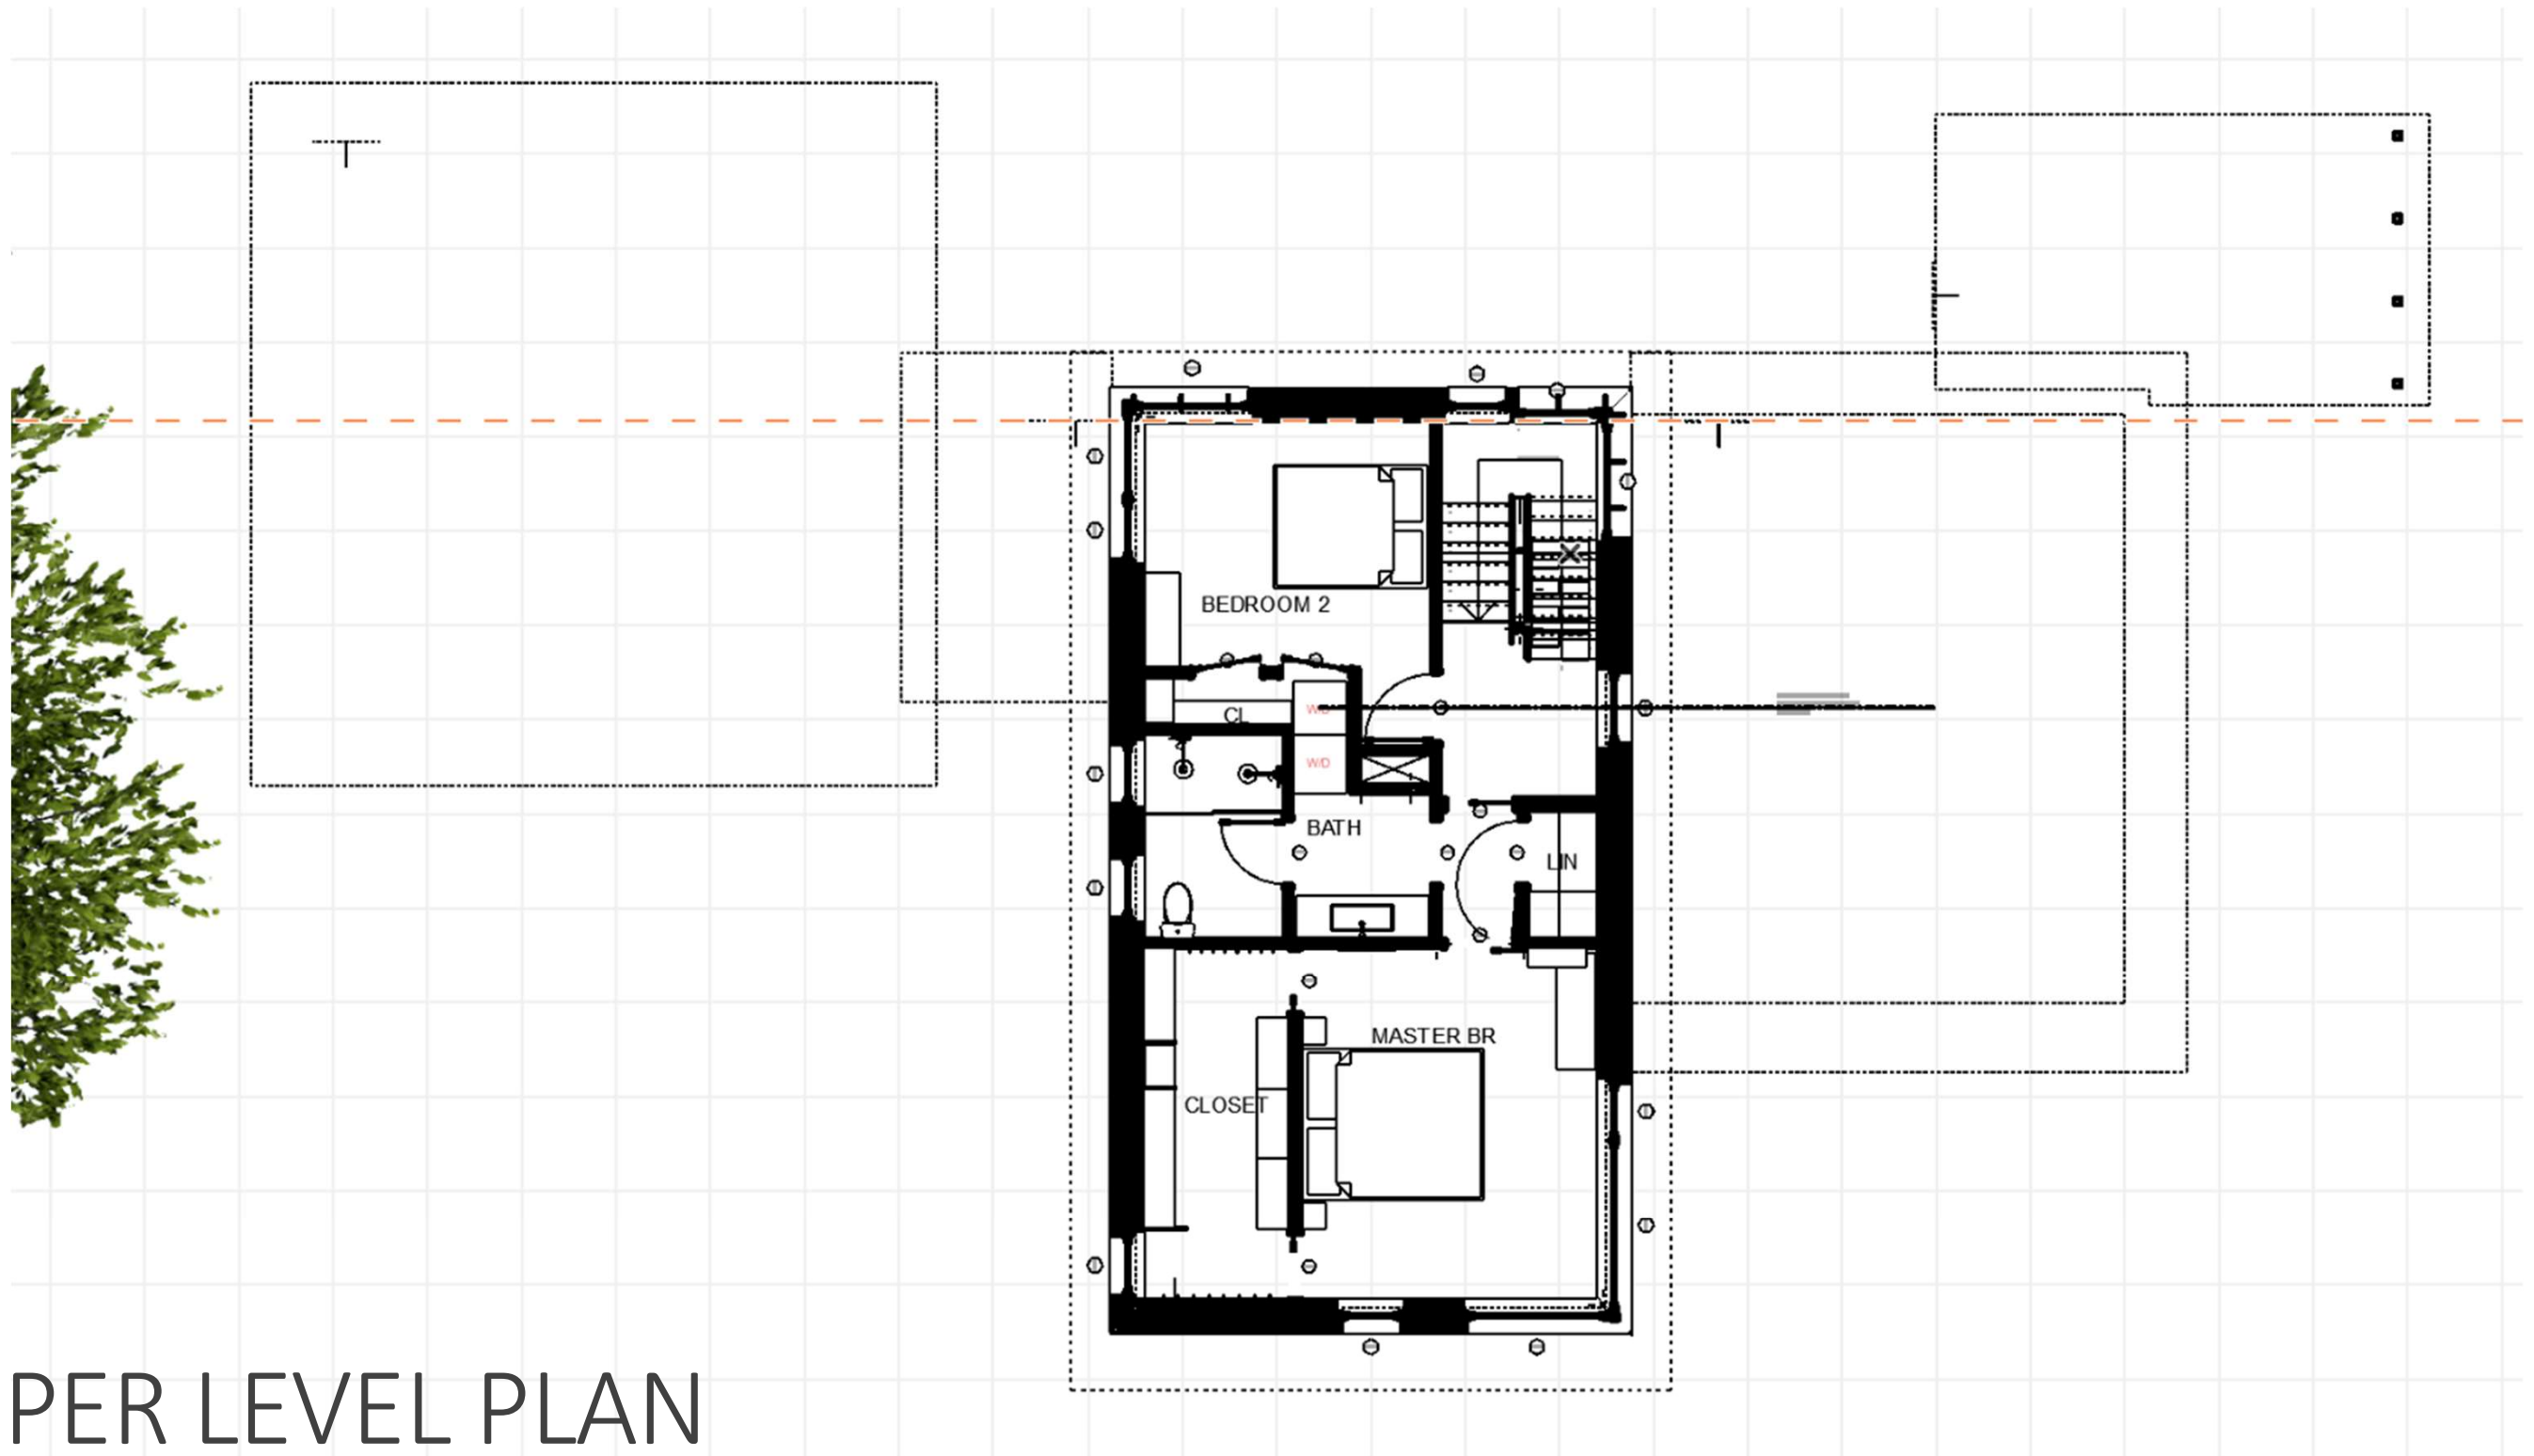 BEDROOM 2
CL
W/D
W/D
BATH
LIN
MASTER BR
CLOSET
PER LEVEL PLAN